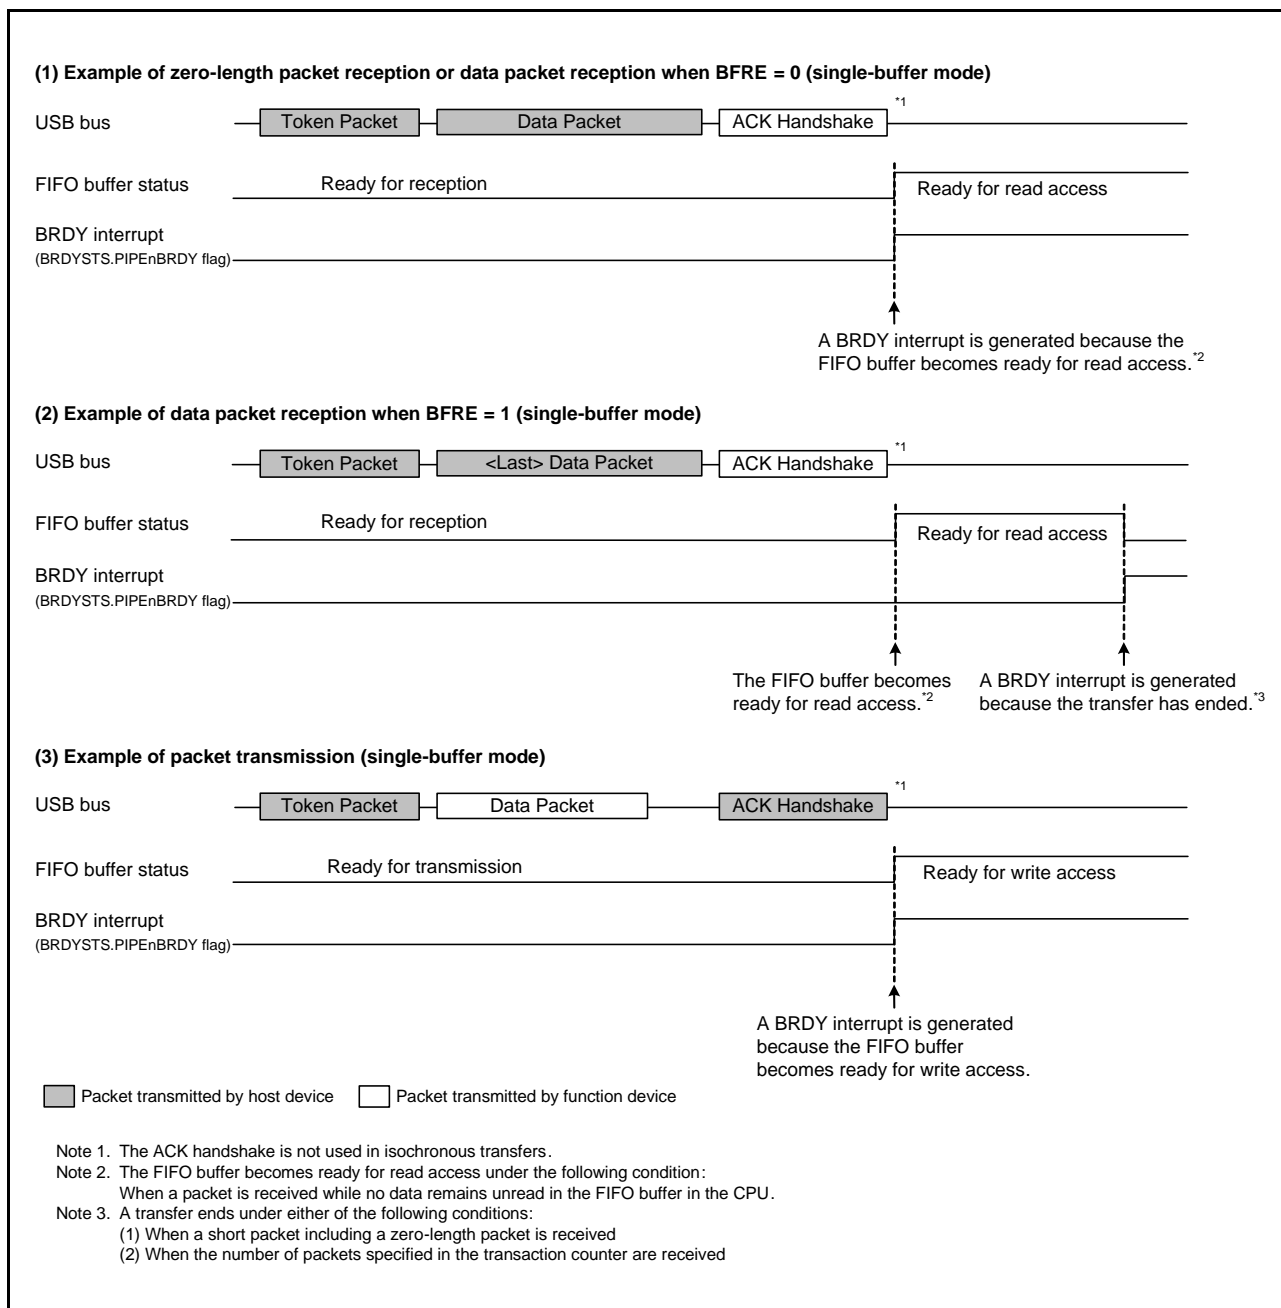 (1) Example of zero-length packet reception or data packet reception when BFRE = 0 (single-buffer mode)
USB bus
Token Packet
Data Packet
ACK Handshake
*1
FIFO buffer status
Ready for reception
Ready for read access
BRDY interrupt
(BRDYSTS.PIPEnBRDY flag)
A BRDY interrupt is generated because the
FIFO buffer becomes ready for read access.*2
(2) Example of data packet reception when BFRE = 1 (single-buffer mode)
USB bus
Token Packet
<Last> Data Packet
ACK Handshake
*1
FIFO buffer status
Ready for reception
Ready for read access
BRDY interrupt
(BRDYSTS.PIPEnBRDY flag)
The FIFO buffer becomes
ready for read access.*2
A BRDY interrupt is generated
because the transfer has ended.*3
(3) Example of packet transmission (single-buffer mode)
USB bus
Token Packet
Data Packet
ACK Handshake
*1
FIFO buffer status
Ready for transmission
Ready for write access
BRDY interrupt
(BRDYSTS.PIPEnBRDY flag)
A BRDY interrupt is generated
because the FIFO buffer
becomes ready for write access.
Packet transmitted by host device
Packet transmitted by function device
Note 1. The ACK handshake is not used in isochronous transfers.
Note 2. The FIFO buffer becomes ready for read access under the following condition:
When a packet is received while no data remains unread in the FIFO buffer in the CPU.
Note 3. A transfer ends under either of the following conditions:
(1) When a short packet including a zero-length packet is received
(2) When the number of packets specified in the transaction counter are received